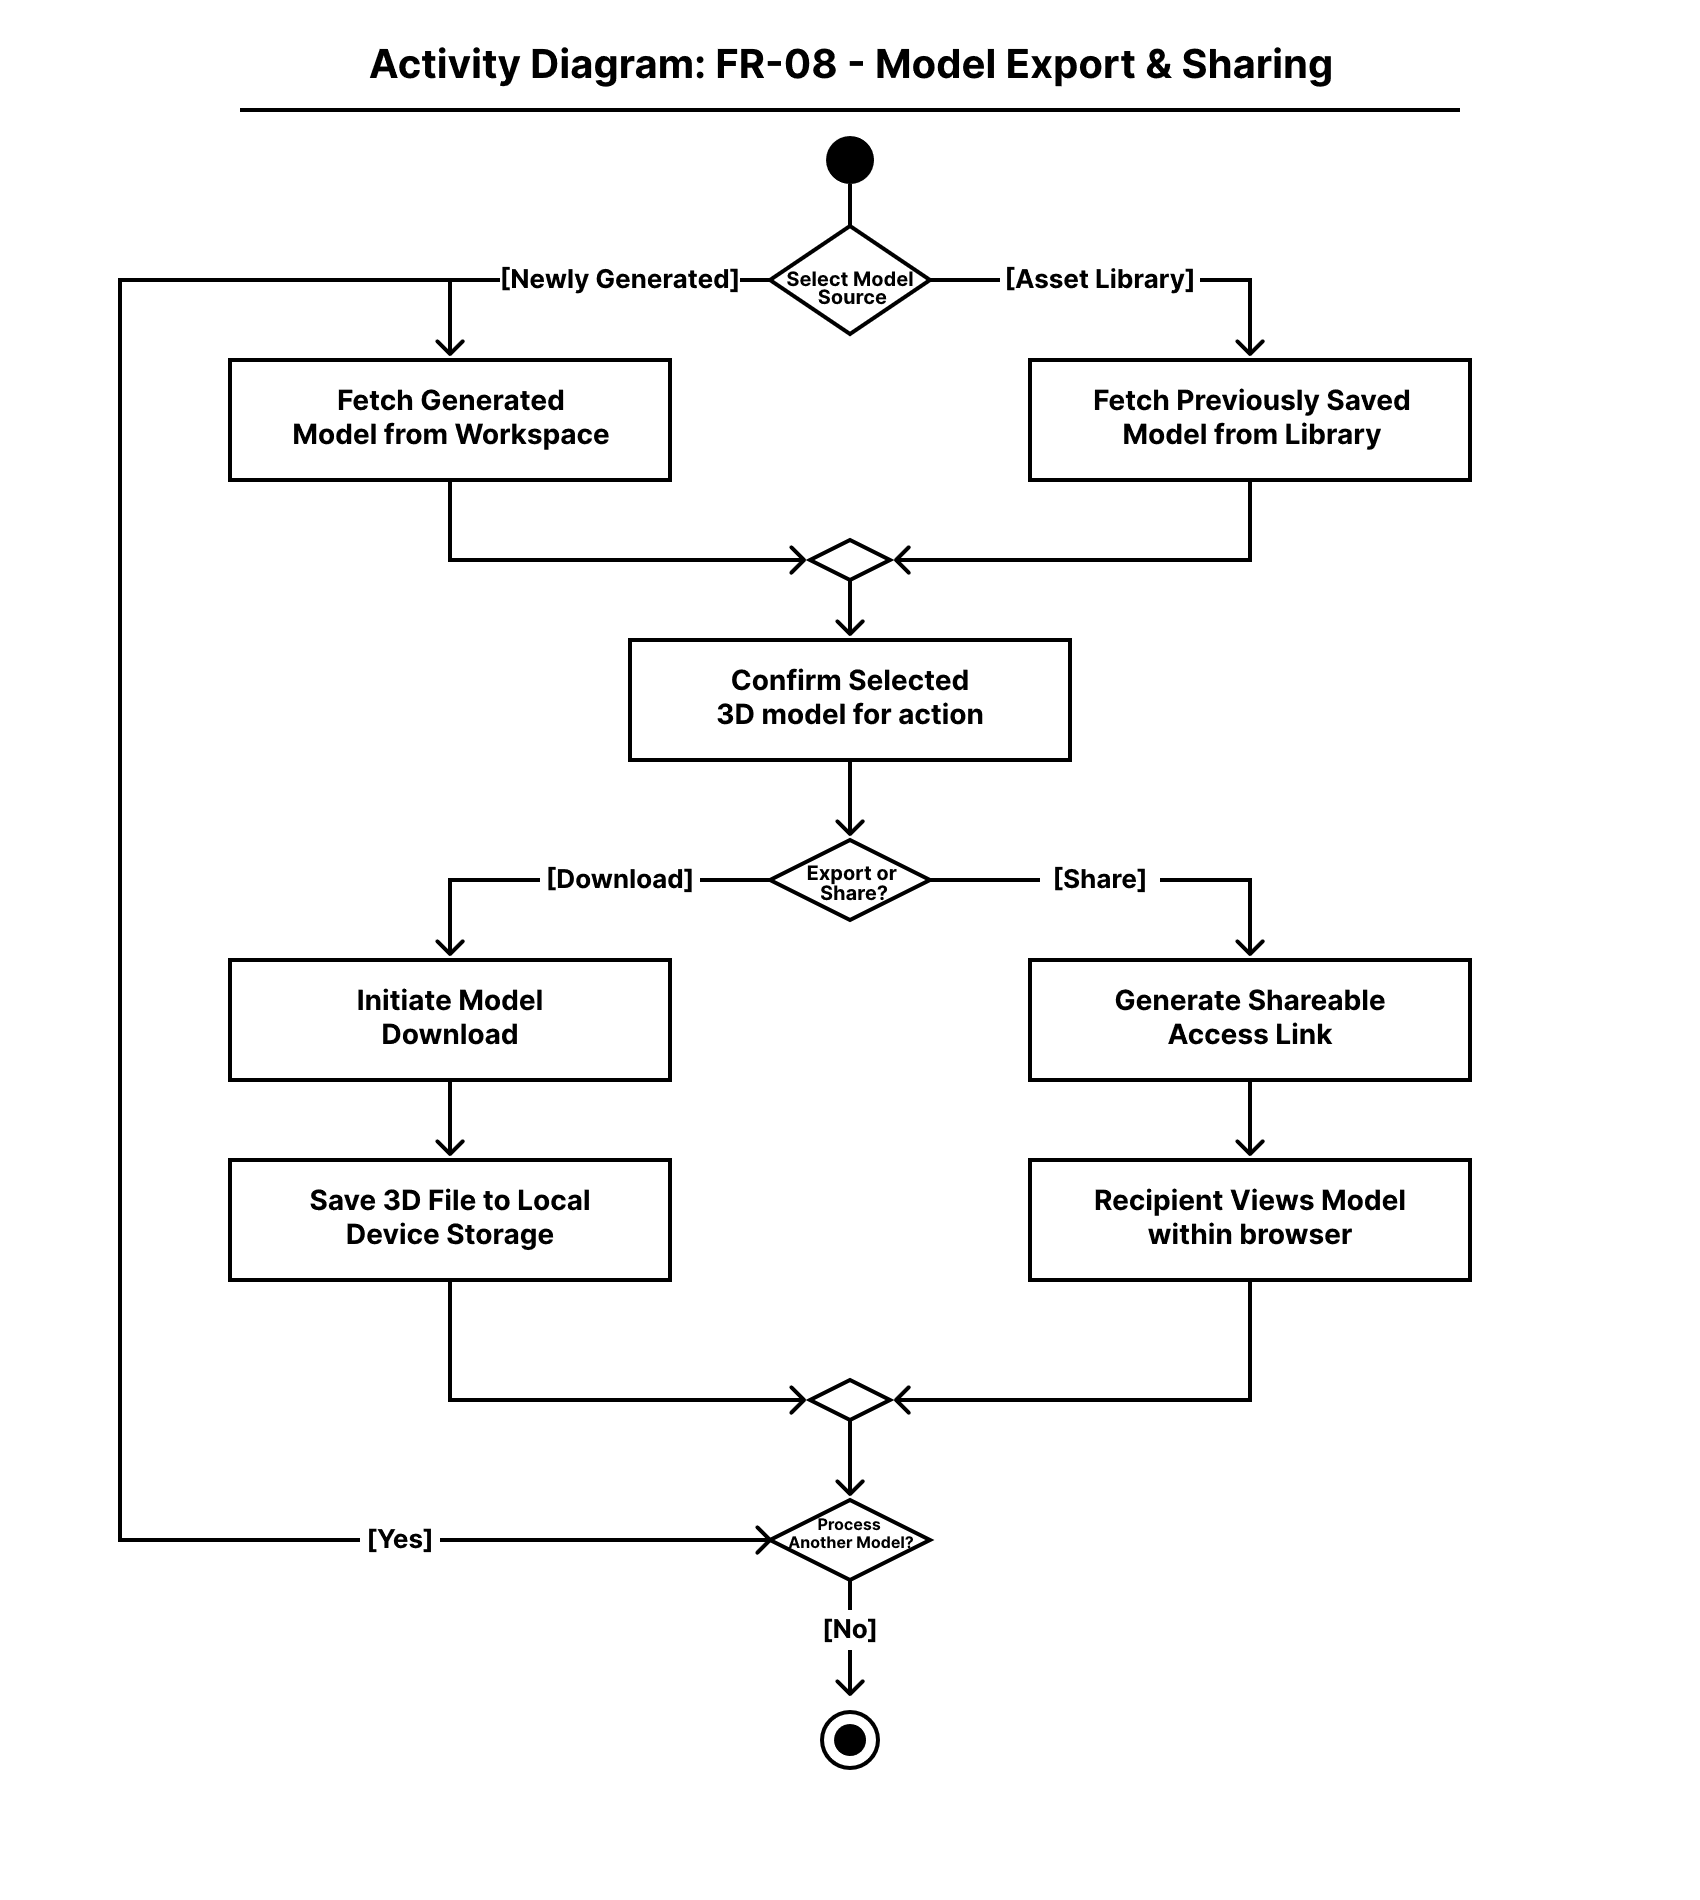 Activity Diagram: FR-08 - Model Export & Sharing
[Newly Generated]
Select Model
Source
[Asset Library]
Fetch Generated
Model from Workspace
Fetch Previously Saved
Model from Library
Confirm Selected
3D model for action
[Download]
Export or
Share?
[Share]
Initiate Model
Download
Generate Shareable
Access Link
Save 3D File to Local
Device Storage
Recipient Views Model
within browser
[Yes]
Process
Another Model?
[No]